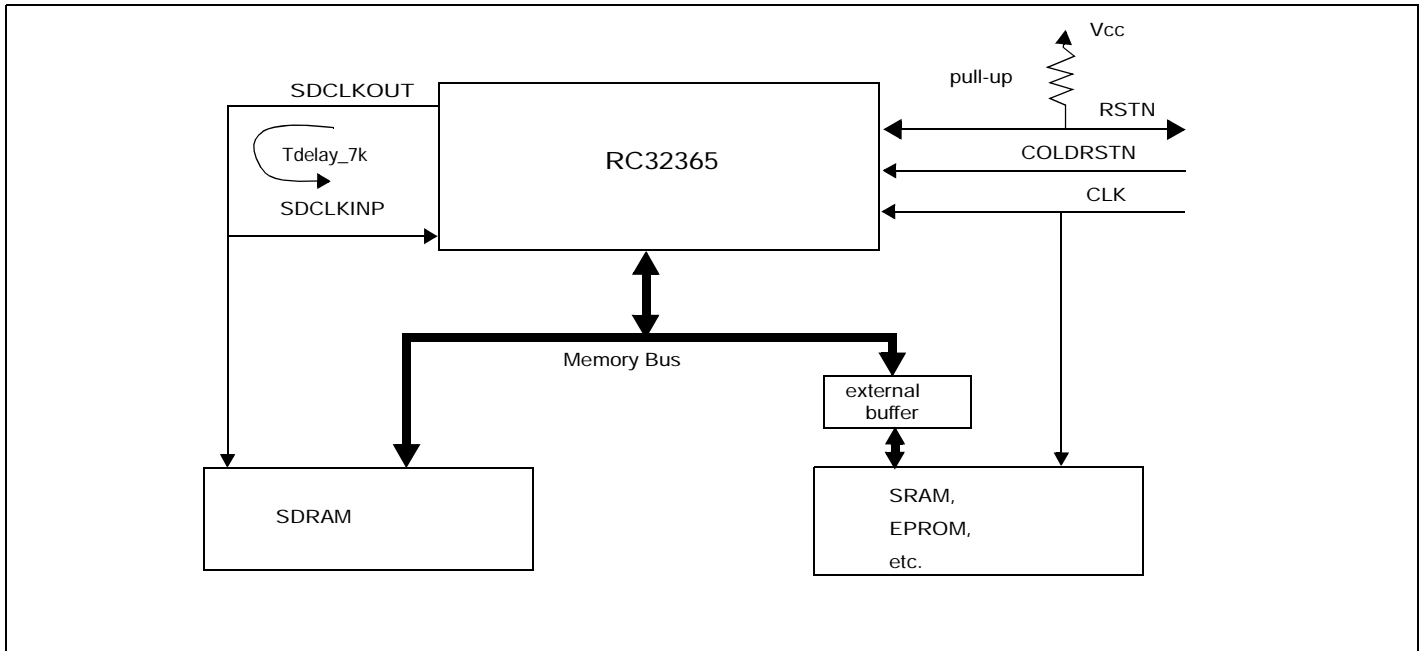 Vcc
pull-up
SDCLKOUT
RSTN
Tdelay_7k
RC32365
COLDRSTN
CLK
SDCLKINP
Memory Bus
external
buffer
SRAM,
SDRAM
EPROM,
etc.